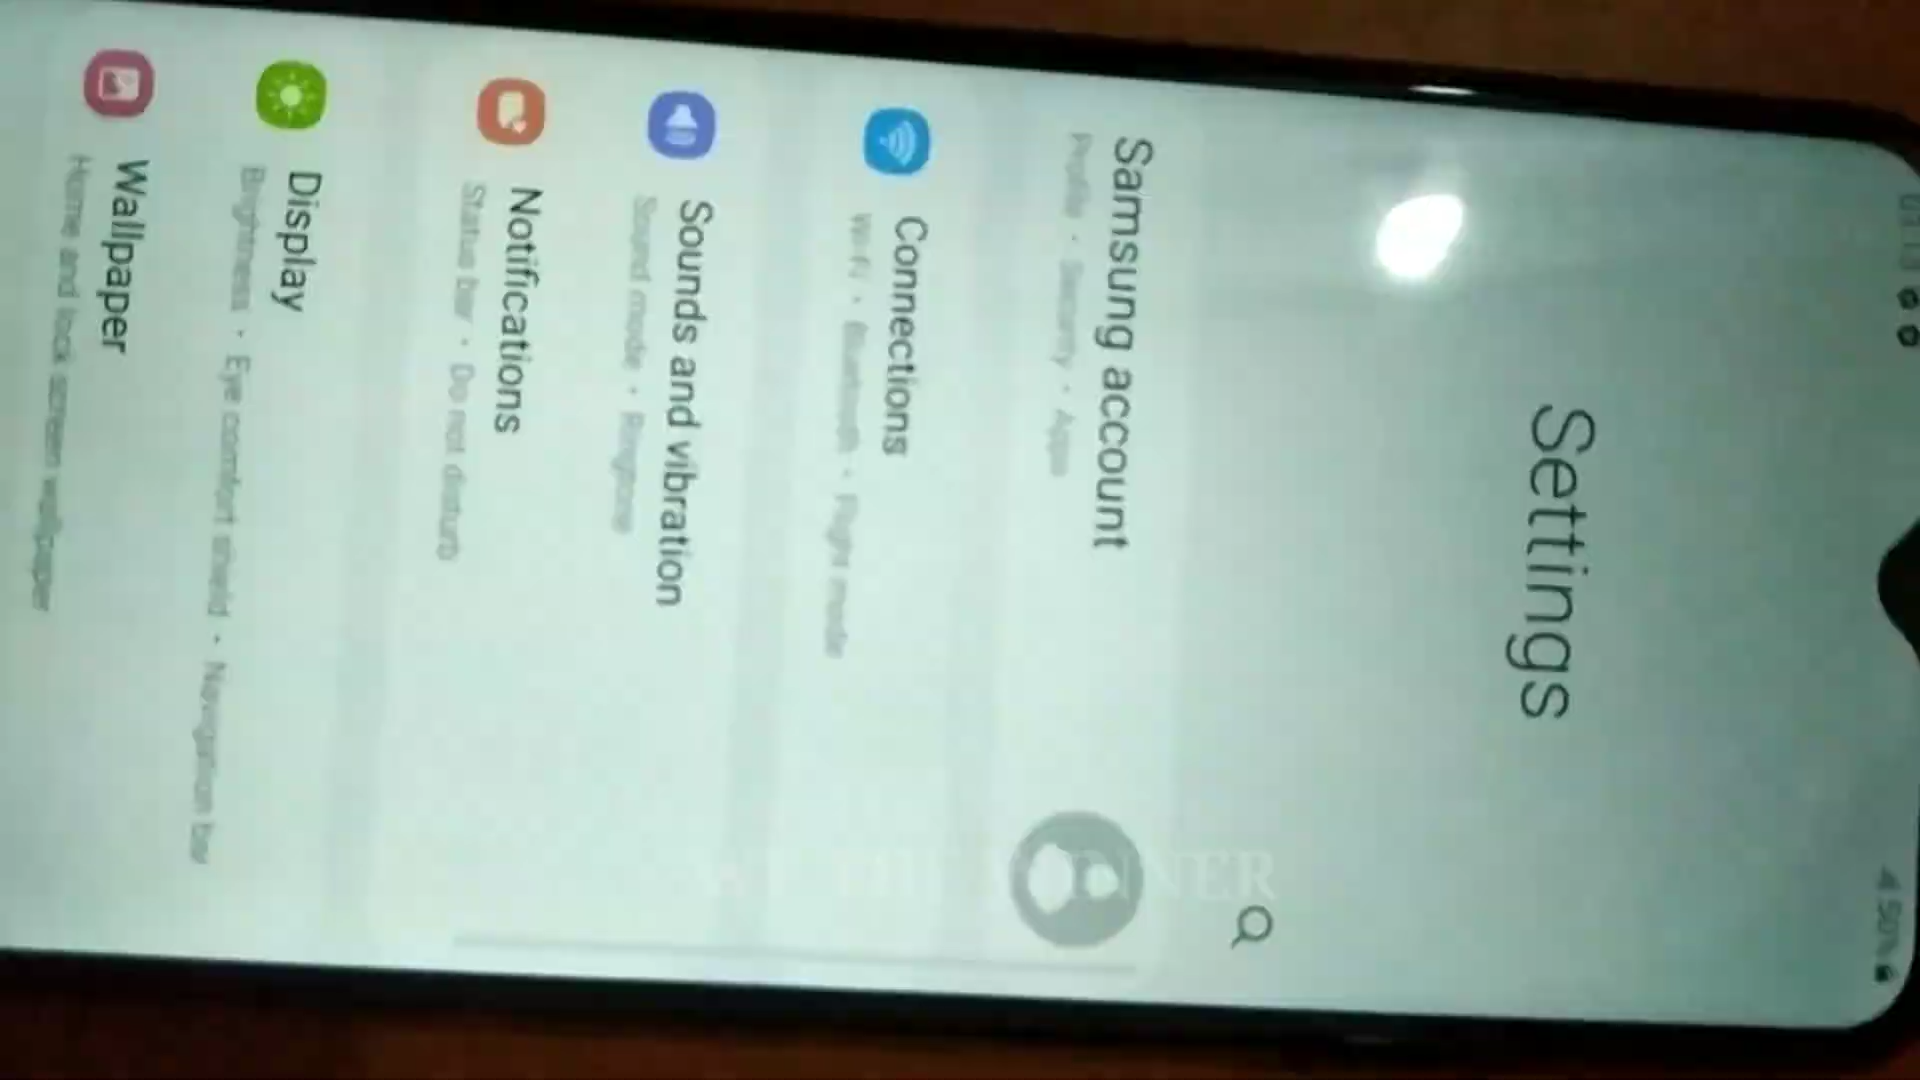 Settings
Samsung account
Profile • Security • Apps
Connections
Wi-Fi • Bluetooth • Flight mode
Sounds and vibration
Sound mode • Ringtone
Notifications
Status bar • Do not disturb
Display
Brightness • Eye comfort shield • Navigation bar
Wallpaper
Home and lock screen wallpaper
50%